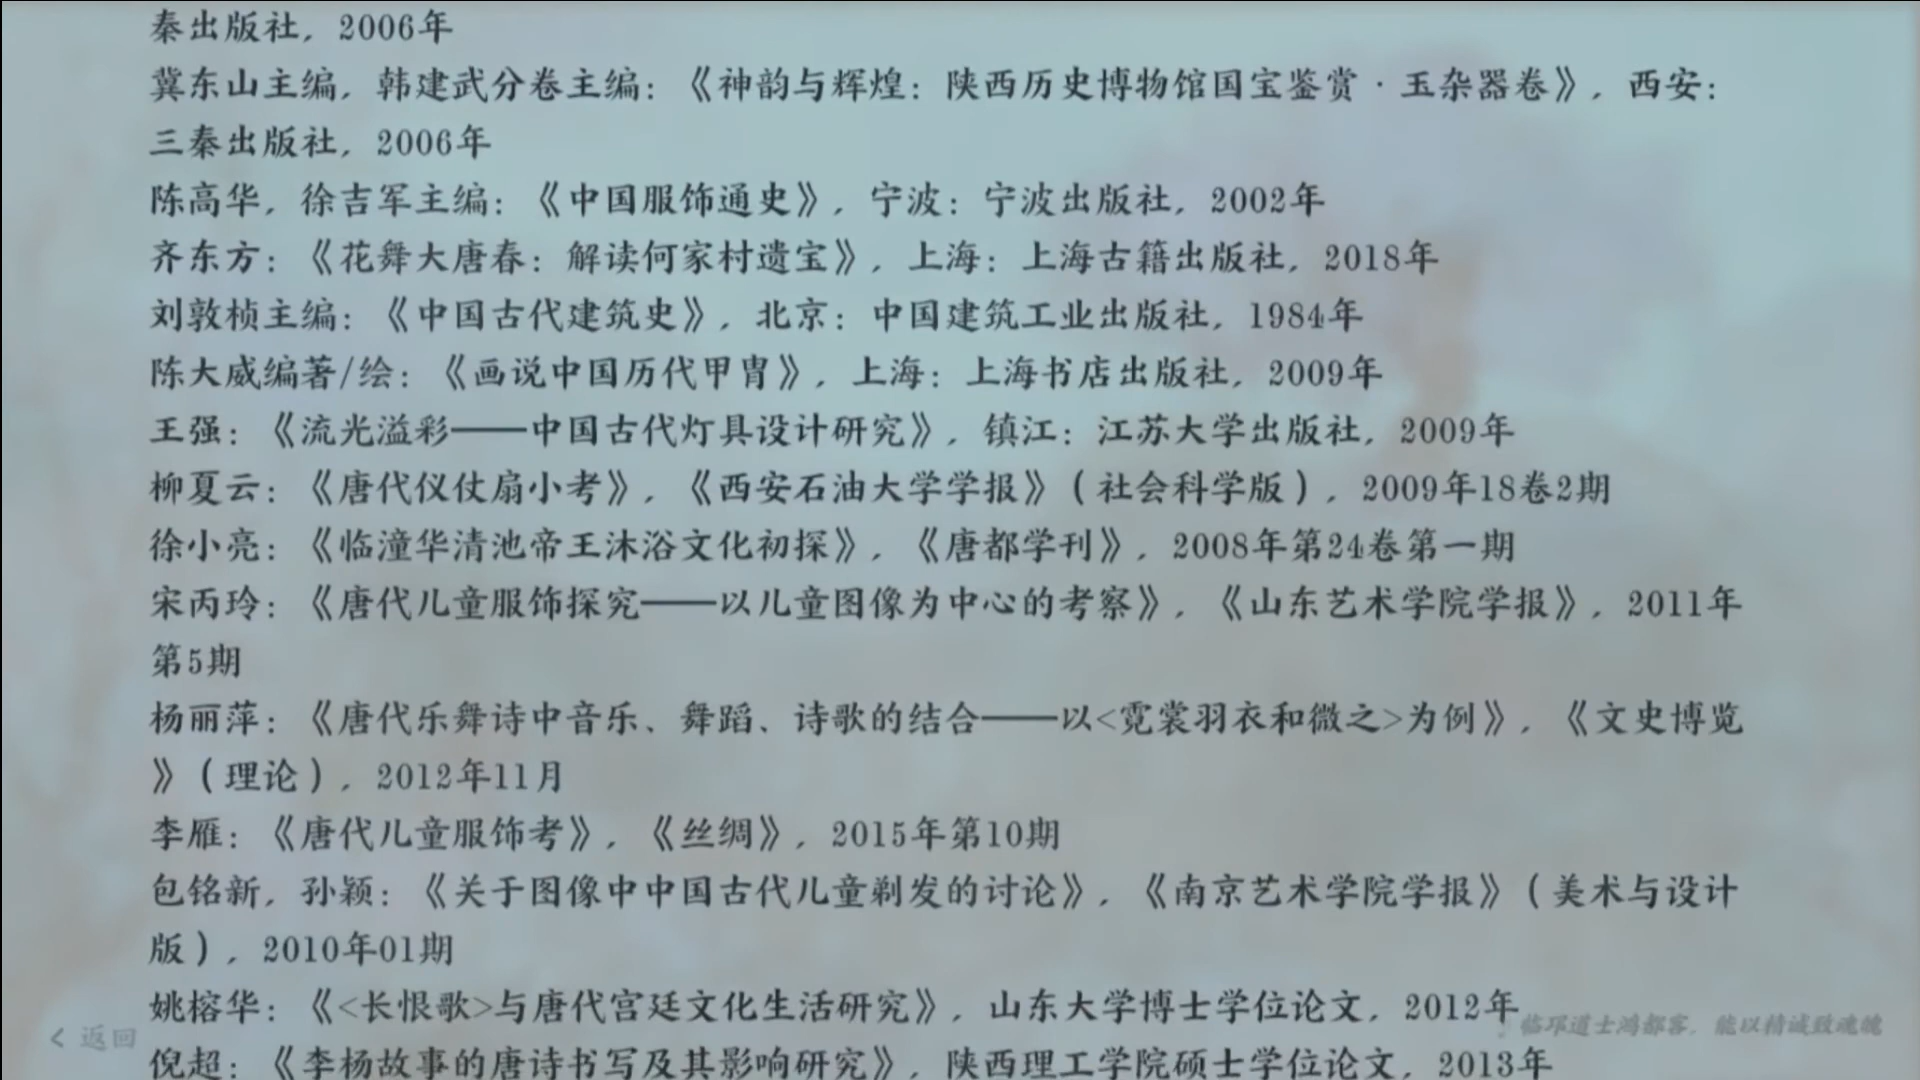 秦出版社，2006年
冀东山主编，韩建武分卷主编：《神韵与辉煌：陕西历史博物馆国宝鉴赏·玉杂器卷》，西安：
三秦出版社，2006年
陈高华，徐吉军主编：《中国服饰通史》，宁波：宁波出版社，2002年
齐东方：《花舞大唐春：解读何家村遗宝》，上海：上海古籍出版社，2018年
刘敦桢主编：《中国古代建筑史》，北京：中国建筑工业出版社，1984年
陈大威编著/绘：《画说中国历代甲胄》，上海：上海书店出版社，2009年
王强：《流光溢彩——中国古代灯具设计研究》，镇江：江苏大学出版社，2009年
柳夏云：《唐代仪仗扇小考》，《西安石油大学学报》（社会科学版），2009年18卷2期
徐小亮：《临潼华清池帝王沐浴文化初探》，《唐都学刊》，2008年第24卷第一期
宋丙玲：《唐代儿童服饰探究——以儿童图像为中心的考察》，《山东艺术学院学报》，2011年
第5期
杨丽萍：《唐代乐舞诗中音乐、舞蹈、诗歌的结合——以<霓裳羽衣和微之>为例》，《文史博览
》（理论），2012年11月
李雁：《唐代儿童服饰考》，《丝绸》，2015年第10期
包铭新，孙颖：《关于图像中中国古代儿童剃发的讨论》，《南京艺术学院学报》（美术与设计
版），2010年01期
姚榕华：《<长恨歌>与唐代宫廷文化生活研究》，山东大学博士学位论文，2012年
临邛道士鸿都客，能以精诚致魂魄
< 返回
倪超：《李杨故事的唐诗书写及其影响研究》，陕西理工学院硕士学位论文，2013年